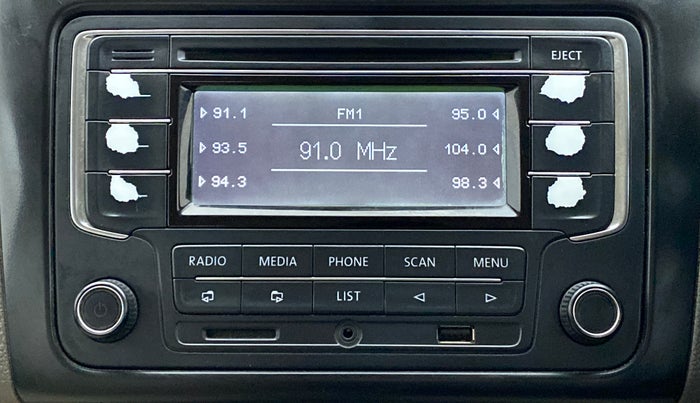 EJECT
91.1 FM1 95.0
93.5 91.0 MHz 104.0
94.3 98.3
RADIO MEDIA PHONE SCAN MENU
LIST